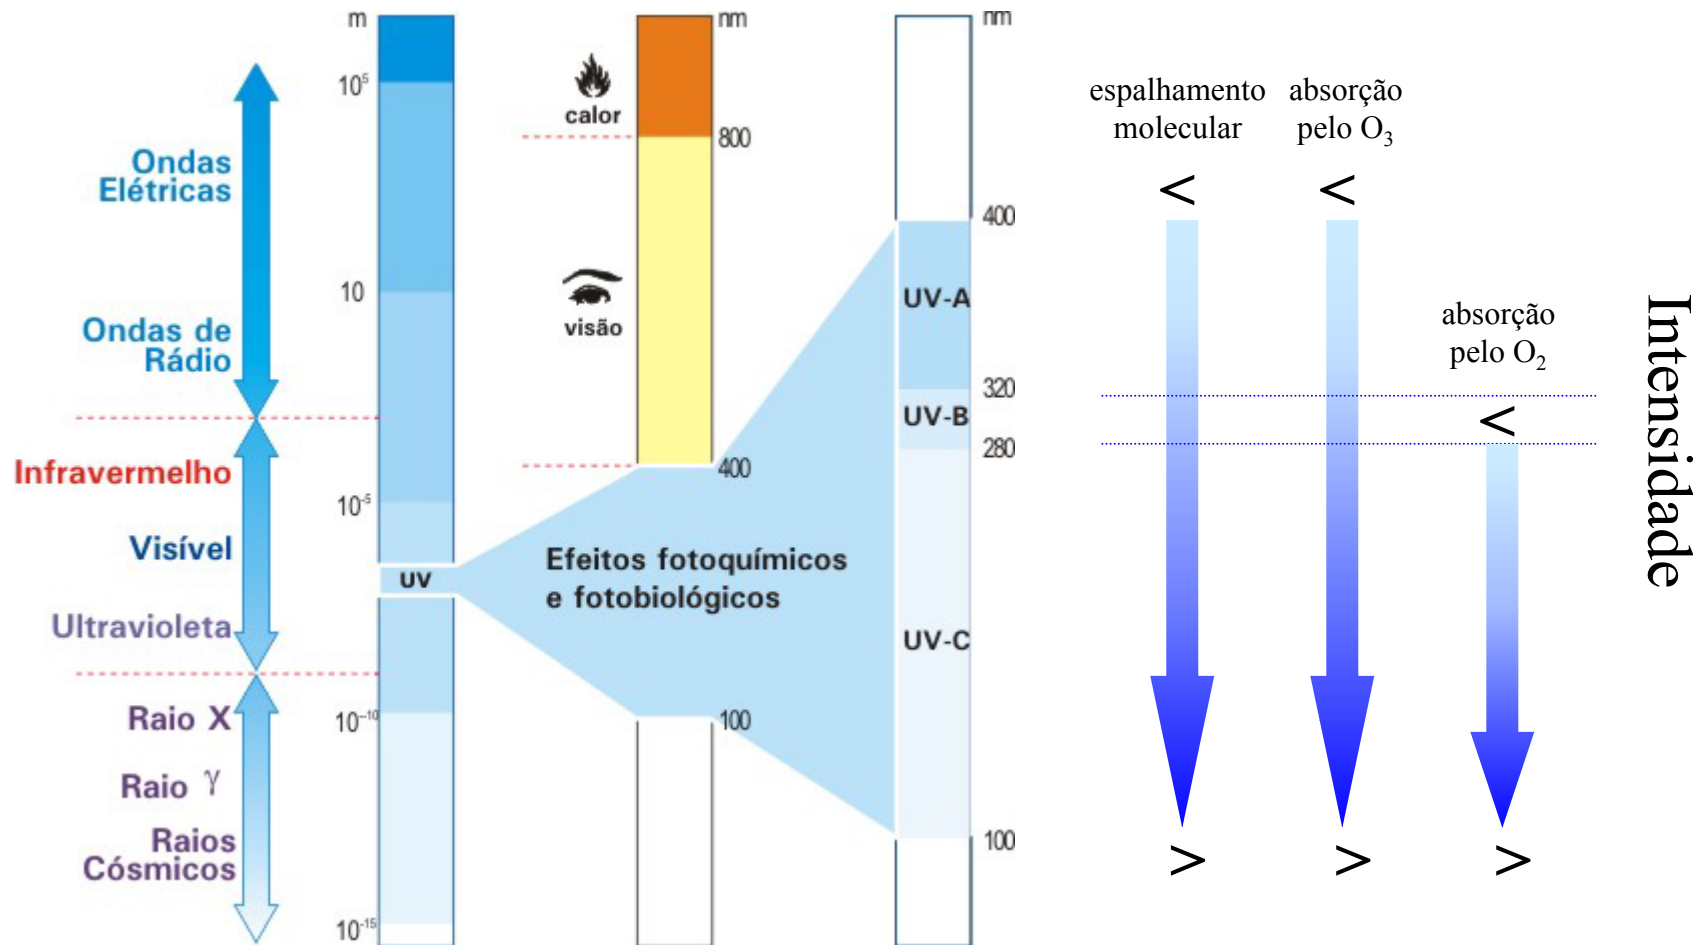 m
10⁵
10
10⁻⁵
UV
10⁻¹⁰
10⁻¹⁵
Ondas
Elétricas
Ondas de
Rádio
Infravermelho
Visível
Ultravioleta
Raio X
Raio γ
Raios
Cósmicos
nm
calor
800
visão
400
Efeitos fotoquímicos
e fotobiológicos
100
nm
400
UV-A
320
UV-B
280
UV-C
100
espalhamento
molecular
<
>
absorção
pelo O₃
<
>
absorção
pelo O₂
<
>
Intensidade